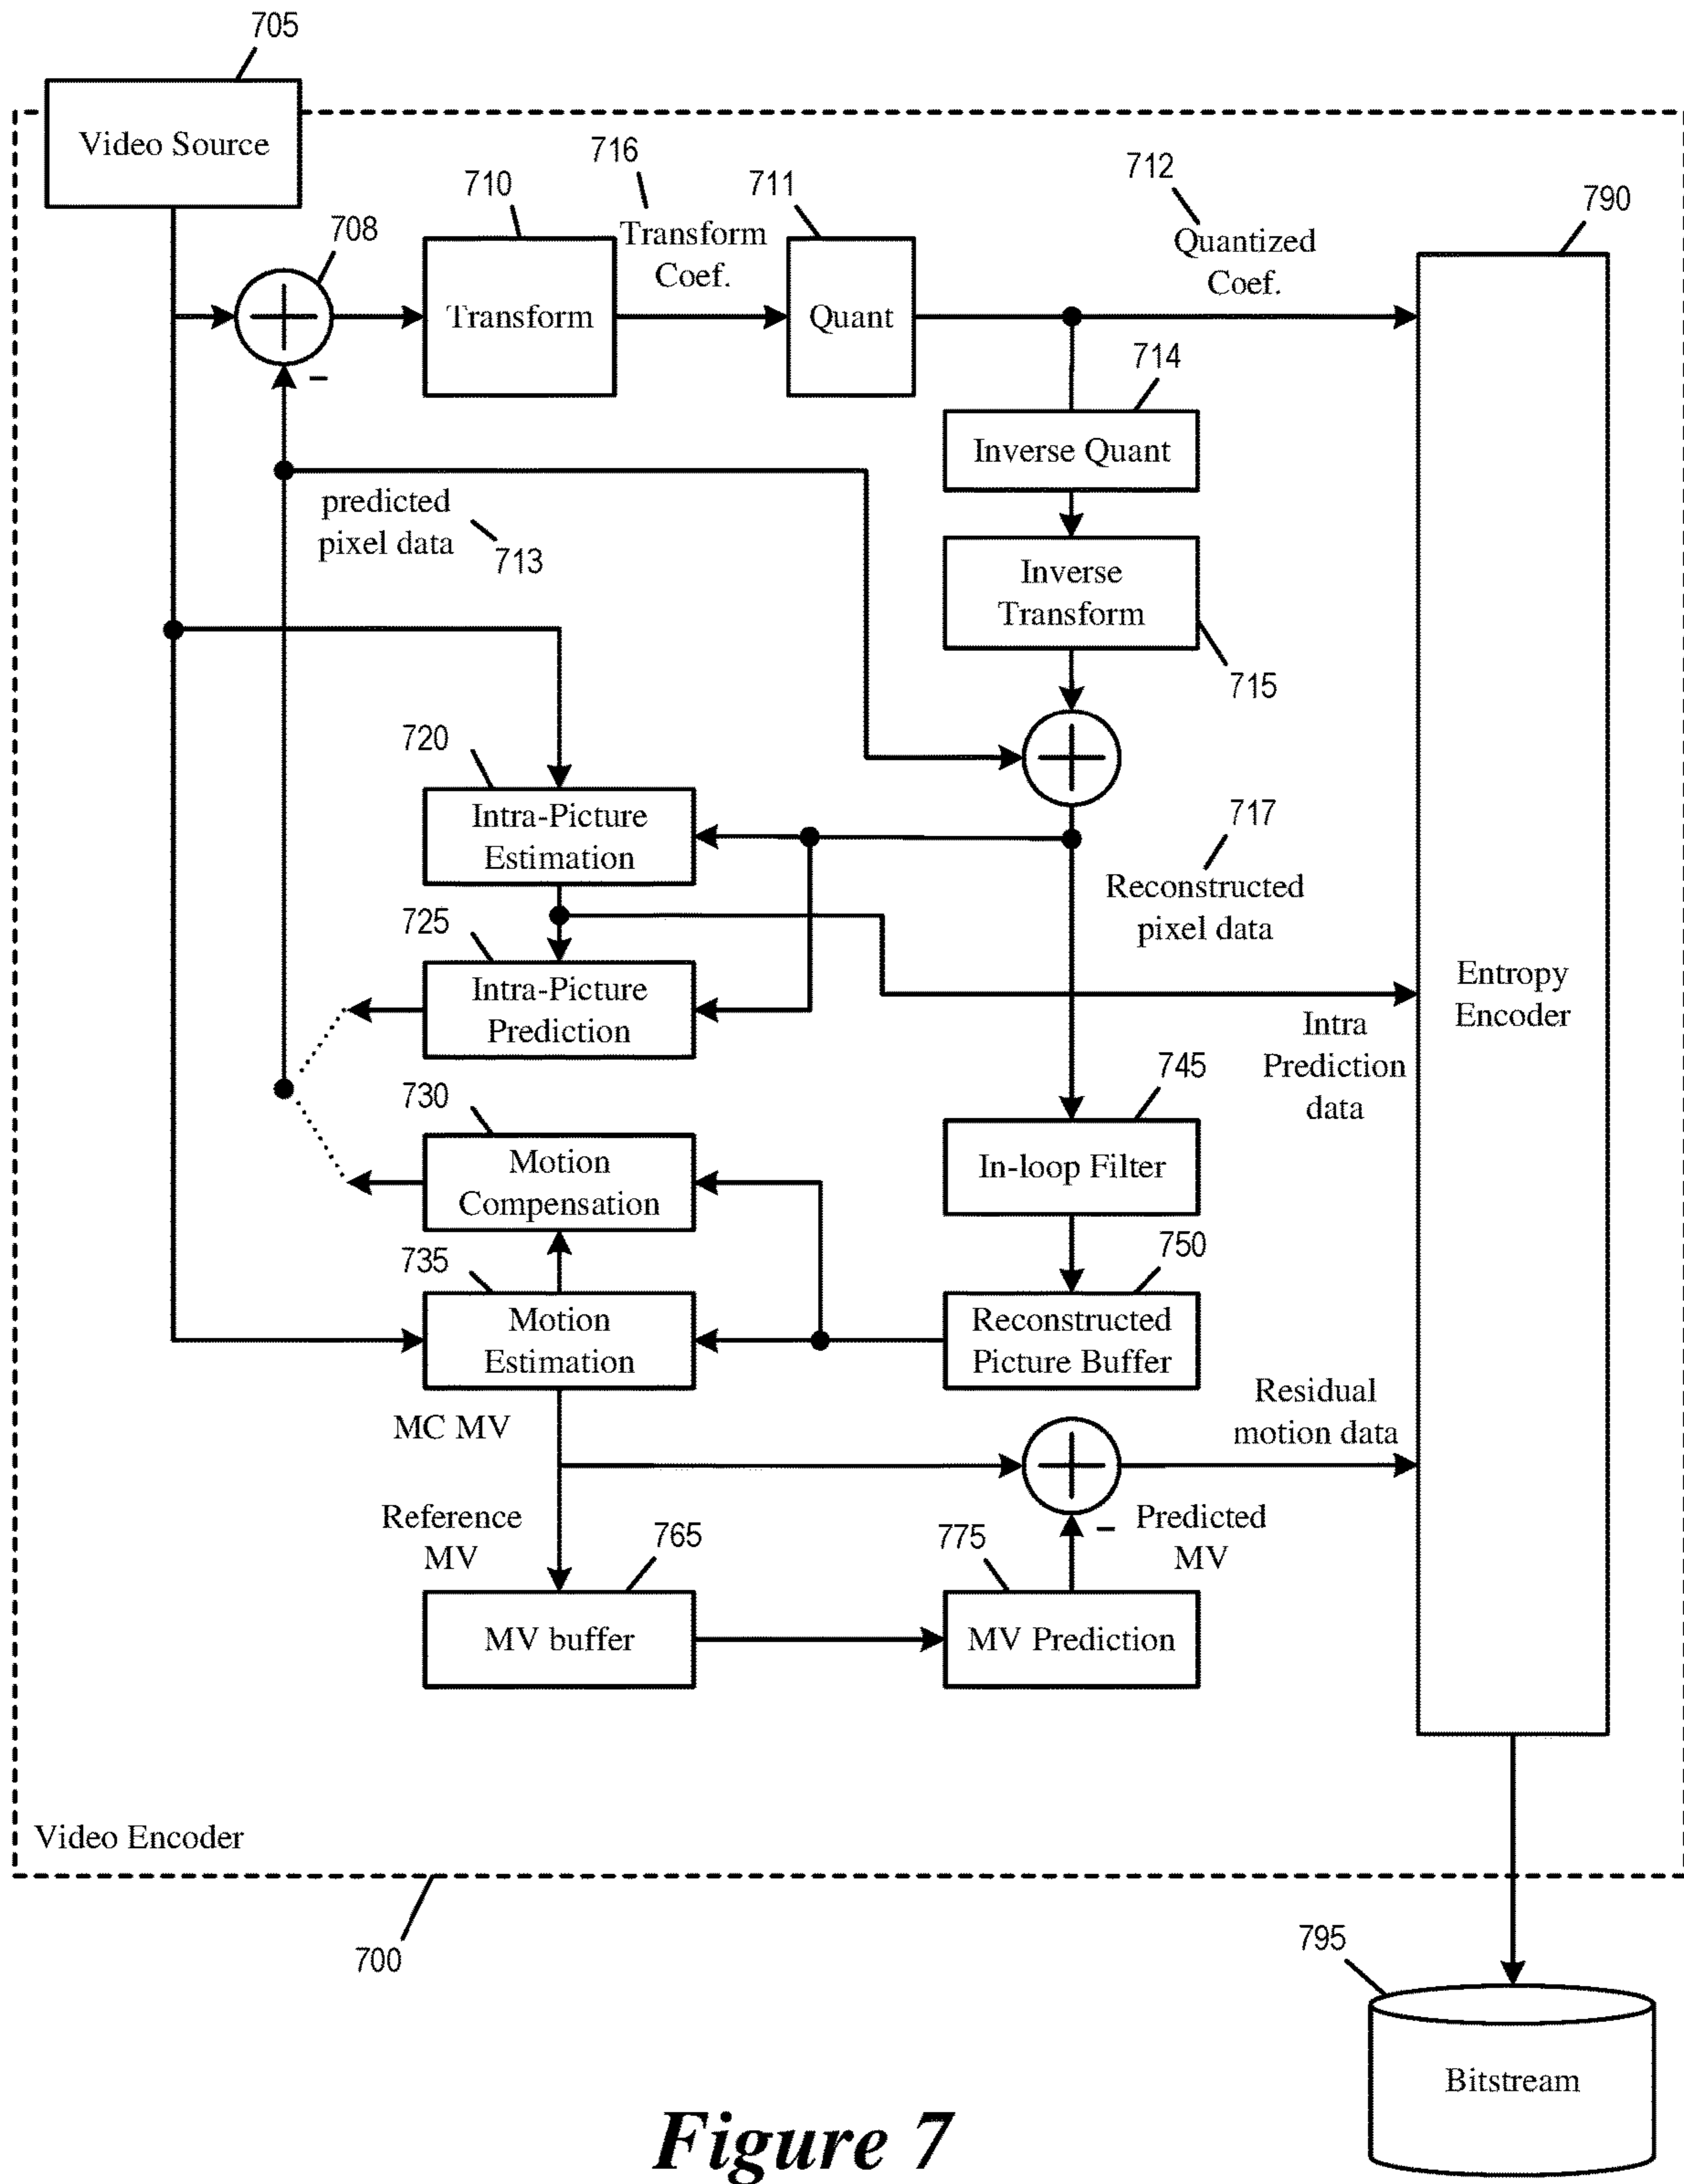 705
Video Source
716
710
711
712
790
708
Transform
Coef.
Quantized
Coef.
Transform
Quant
–
714
Inverse Quant
predicted
pixel data
713
Inverse
Transform
715
720
Intra-Picture
Estimation
717
Reconstructed
pixel data
725
Intra-Picture
Prediction
Entropy
Encoder
Intra
Prediction
data
730
Motion
Compensation
745
In-loop Filter
735
Motion
Estimation
750
Reconstructed
Picture Buffer
MC MV
Residual
motion data
Reference
MV
765
775
– Predicted
MV
MV buffer
MV Prediction
Video Encoder
700
795
Bitstream
Figure 7